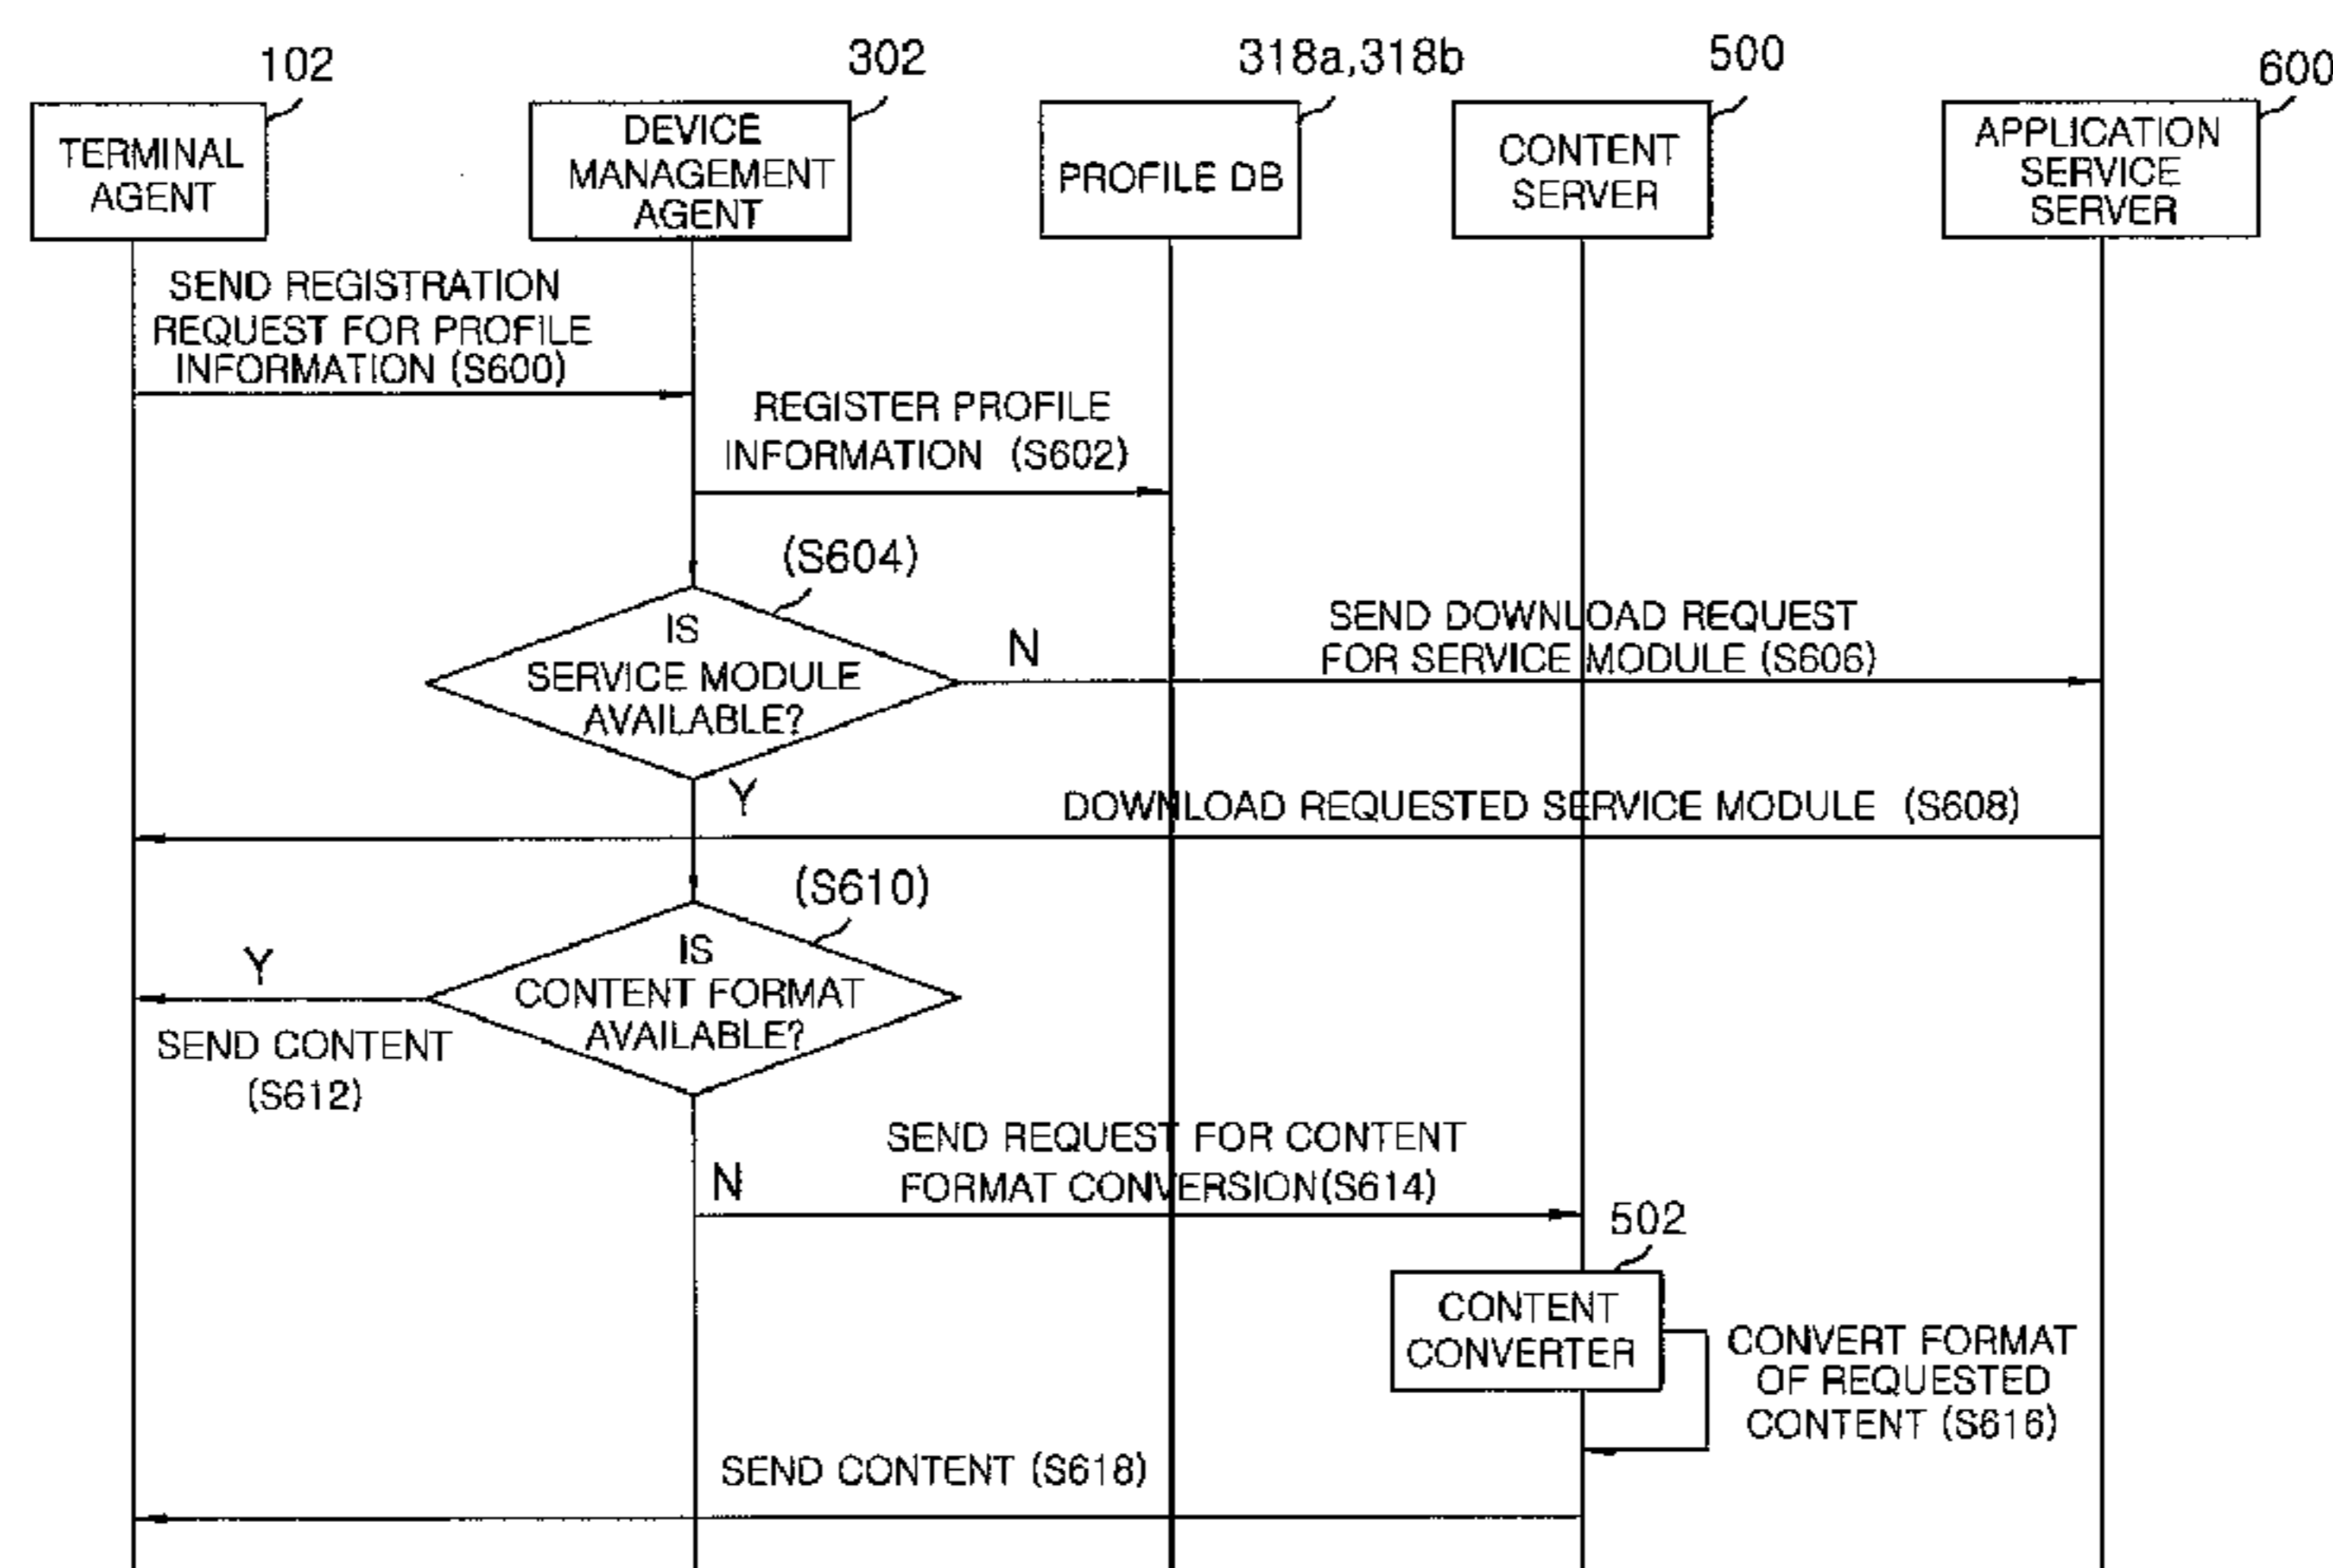 102
302
318a,318b
500
600
TERMINAL
AGENT
DEVICE
MANAGEMENT
AGENT
PROFILE DB
CONTENT
SERVER
APPLICATION
SERVICE
SERVER
SEND REGISTRATION
REQUEST FOR PROFILE
INFORMATION (S600)
REGISTER PROFILE
INFORMATION (S602)
(S604)
IS
SERVICE MODULE
AVAILABLE?
N
SEND DOWNLOAD REQUEST
FOR SERVICE MODULE (S606)
Y
DOWNLOAD REQUESTED SERVICE MODULE (S608)
(S610)
IS
CONTENT FORMAT
AVAILABLE?
Y
SEND CONTENT
(S612)
N
SEND REQUEST FOR CONTENT
FORMAT CONVERSION(S614)
502
CONTENT
CONVERTER
CONVERT FORMAT
OF REQUESTED
CONTENT (S616)
SEND CONTENT (S618)